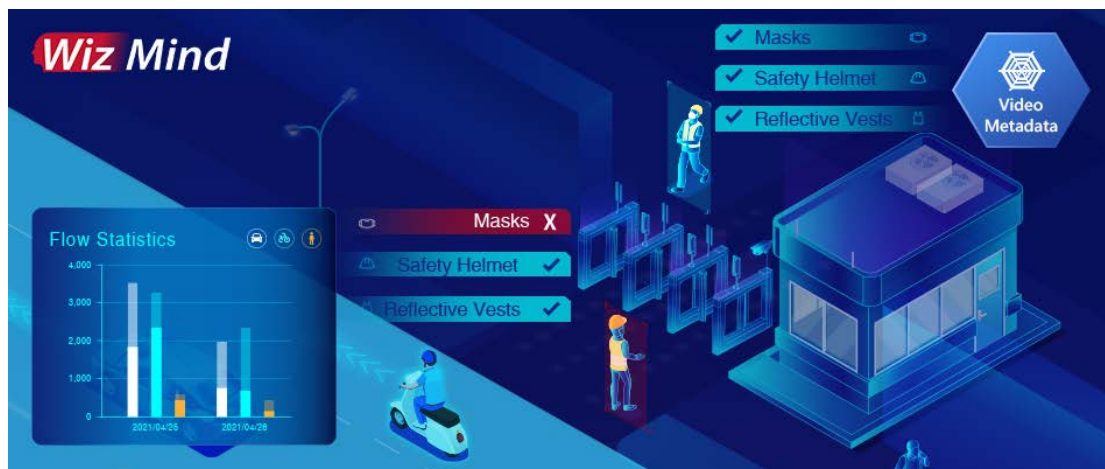 Wiz Mind
Masks
Safety Helmet
Reflective Vests
Video
Metadata
Masks X
Safety Helmet
Reflective Vests
Flow Statistics
4,000
3,000
2,000
1,000
0
2021/04/25
2021/04/26